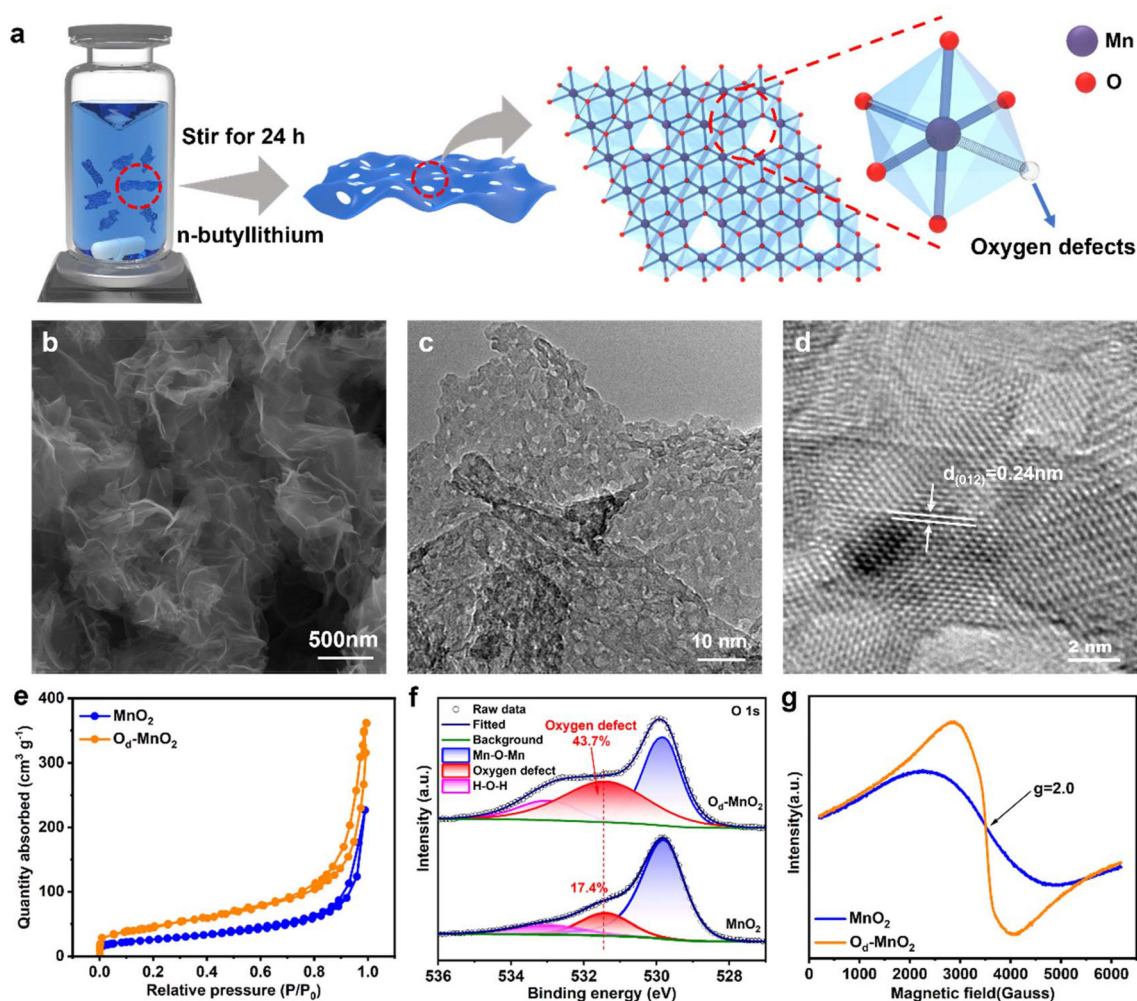 a
Stir for 24 h
n-butyllithium
Mn
O
Oxygen defects
b
500nm
c
10 nm
d
d(012)=0.24nm
2 nm
e
MnO2
Od-MnO2
Quantity absorbed (cm3 g-1)
400
300
200
100
0
0.0 0.2 0.4 0.6 0.8 1.0
Relative pressure (P/P0)
f
Raw data
Fitted
Background
Mn-O-Mn
Oxygen defect
H-O-H
Oxygen defect
43.7%
O 1s
Od-MnO2
17.4%
MnO2
Intensity (a.u.)
536 534 532 530 528
Binding energy (eV)
g
g=2.0
MnO2
Od-MnO2
Intensity(a.u.)
0 1000 2000 3000 4000 5000 6000
Magnetic field(Gauss)